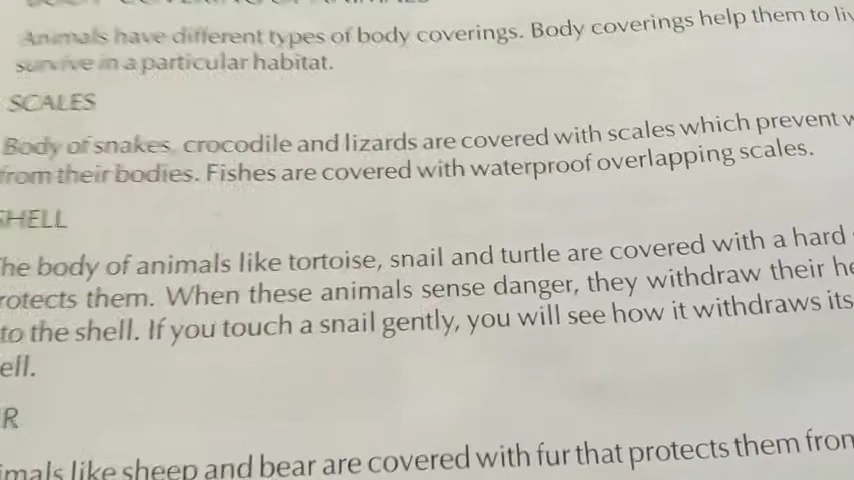 Animals have different types of body coverings. Body coverings help them to
survive in a particular habitat.
SCALES
Body of snakes, crocodile and lizards are covered with scales which prevent
from their bodies. Fishes are covered with waterproof overlapping scales.
SHELL
The body of animals like tortoise, snail and turtle are covered with a hard
rotects them. When these animals sense danger, they withdraw their
to the shell. If you touch a snail gently, you will see how it withdraws its
ell.
R
imals like sheep and bear are covered with fur that protects them from